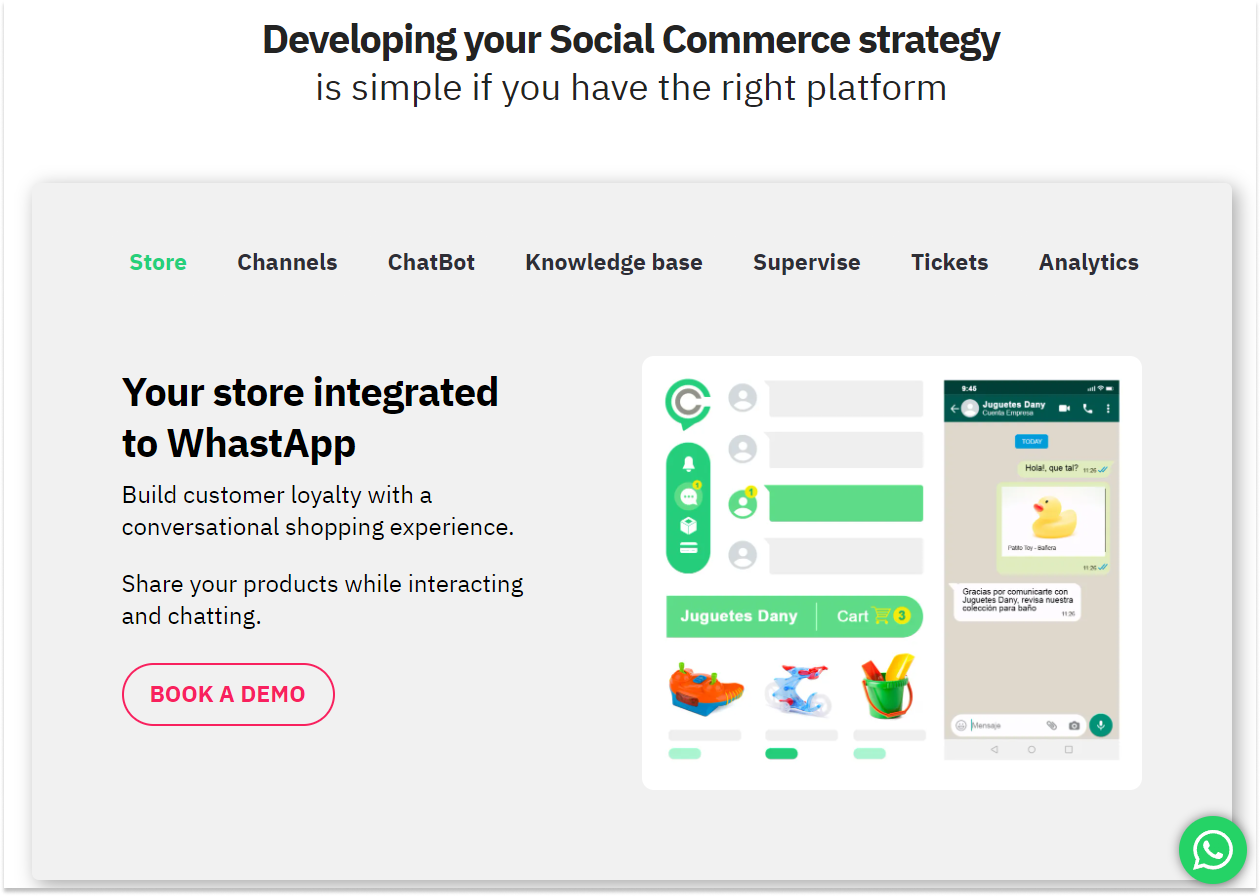 Developing your Social Commerce strategy
is simple if you have the right platform
Store Channels ChatBot Knowledge base Supervise Tickets Analytics
Your store integrated
to WhastApp
Build customer loyalty with a
conversational shopping experience.
Share your products while interacting
and chatting.
BOOK A DEMO
1
1
Juguetes Dany Cart 3
9:45
Juguetes Dany
Cuenta Empresa
TODAY
Hola!, que tal? 11:26
Patito Toy - Bañera
11:26
Gracias por comunicarte con
Juguetes Dany, revisa nuestra
colección para baño
11:26
Mensaje